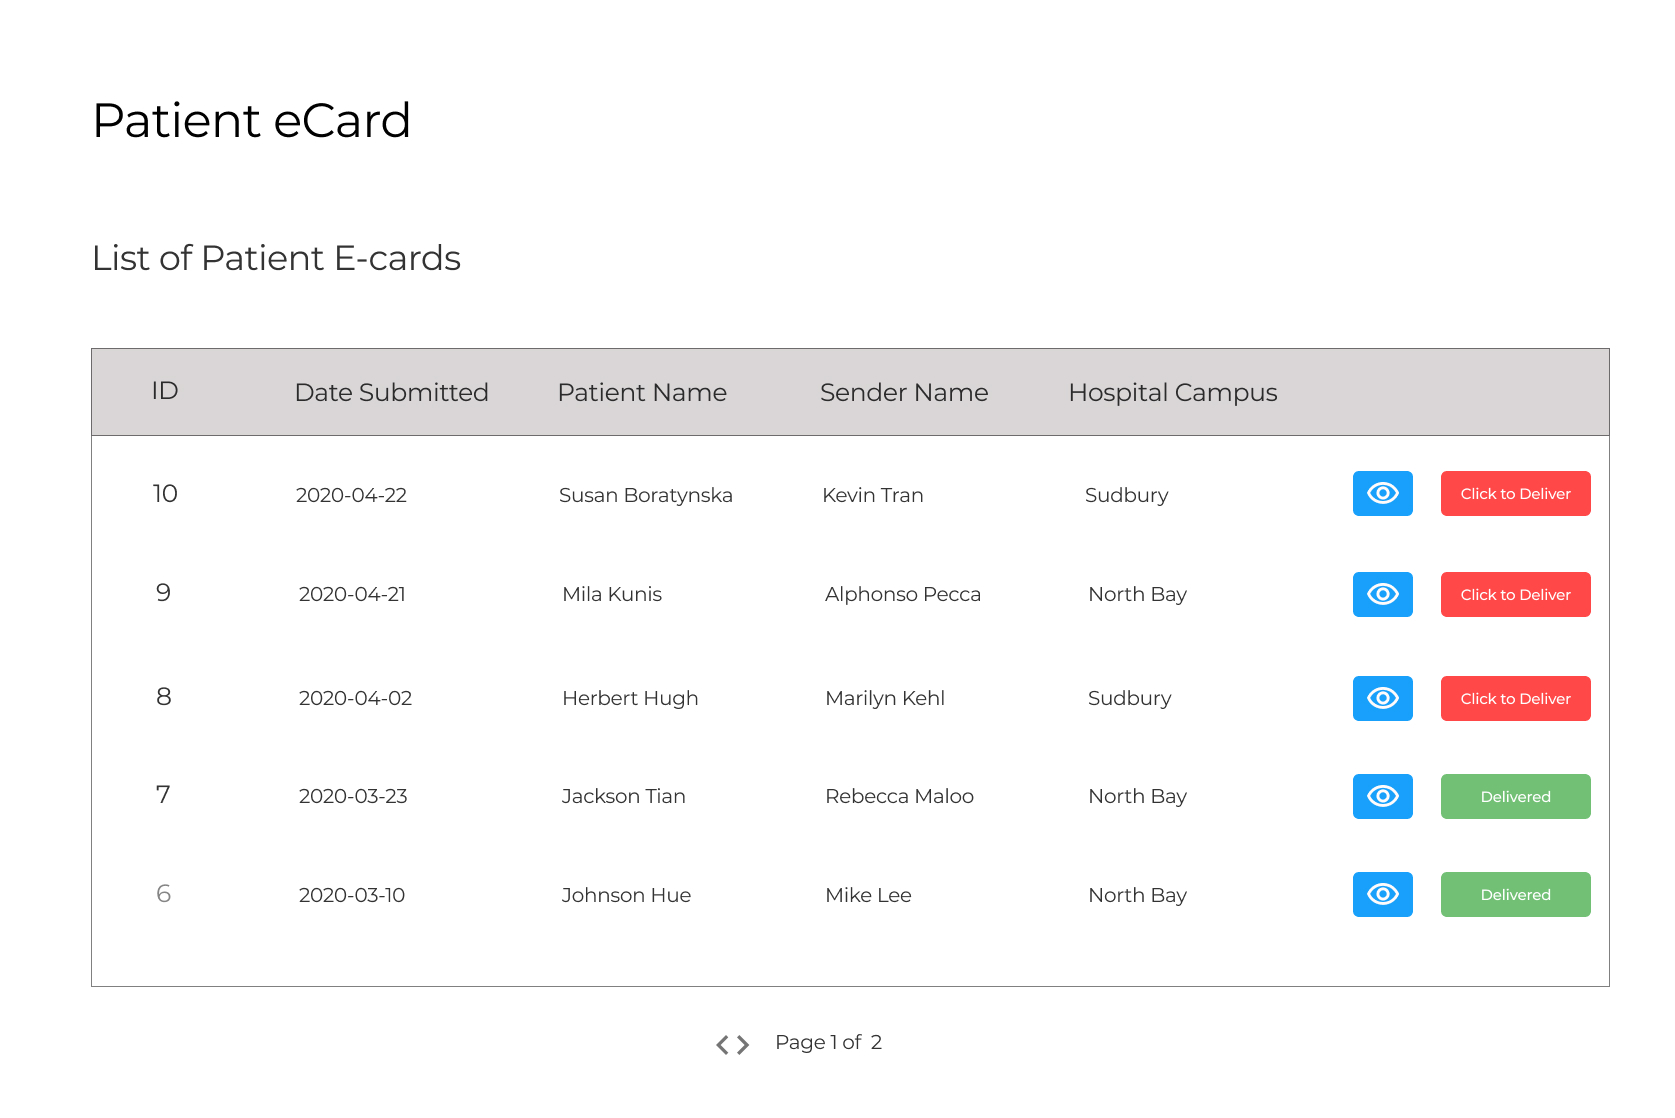 Patient eCard
List of Patient E-cards
ID Date Submitted Patient Name Sender Name Hospital Campus
10 2020-04-22 Susan Boratynska Kevin Tran Sudbury Click to Deliver
9 2020-04-21 Mila Kunis Alphonso Pecca North Bay Click to Deliver
8 2020-04-02 Herbert Hugh Marilyn Kehl Sudbury Click to Deliver
7 2020-03-23 Jackson Tian Rebecca Maloo North Bay Delivered
6 2020-03-10 Johnson Hue Mike Lee North Bay Delivered
Page 1 of 2